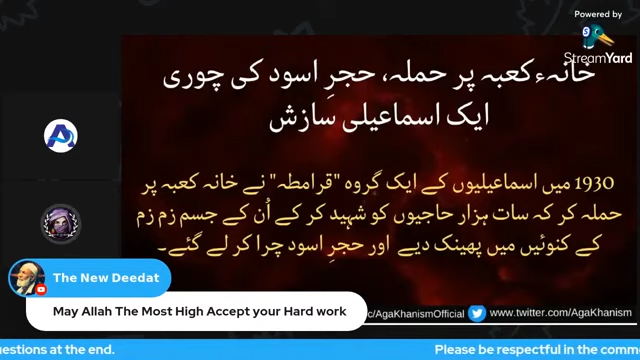 Powered by
StreamYard
خانہء کعبہ پر حملہ، حجرِ اسود کی چوری
ایک اسماعیلی سازش
1930 میں اسماعیلیوں کے ایک گروہ "قرامطہ" نے خانہ کعبہ پر
حملہ کر کہ سات ہزار حاجیوں کو شہید کر کے اُن کے جسم زم زم
کے کنوئیں میں پھینک دیے اور حجرِ اسود چرا کر لے گئے۔
The New Deedat
May Allah The Most High Accept your Hard work
c/AgaKhanismOfficial www.twitter.com/AgaKhanism
uestions at the end. Please be respectful in the comme